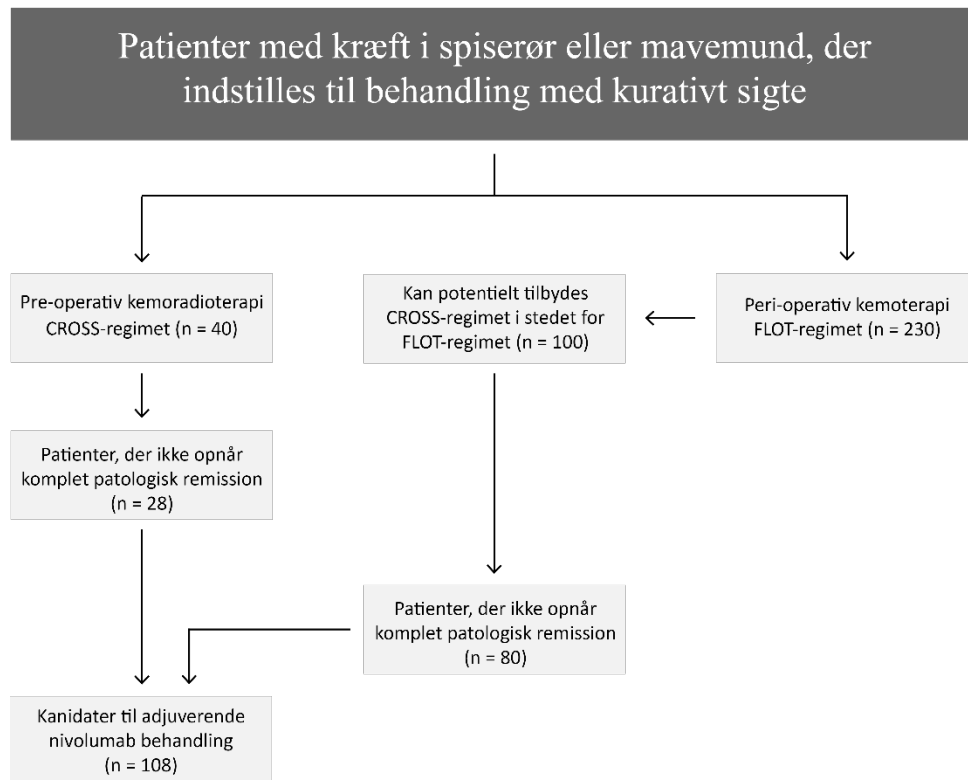 Patienter med kræft i spiserør eller mavemund, der
indstilles til behandling med kurativt sigte
Pre-operativ kemoradioterapi
CROSS-regimet (n = 40)
Kan potentielt tilbydes
CROSS-regimet i stedet for
FLOT-regimet (n = 100)
Peri-operativ kemoterapi
FLOT-regimet (n = 230)
Patienter, der ikke opnår
komplet patologisk remission
(n = 28)
Patienter, der ikke opnår
komplet patologisk remission
(n = 80)
Kanidater til adjuverende
nivolumab behandling
(n = 108)